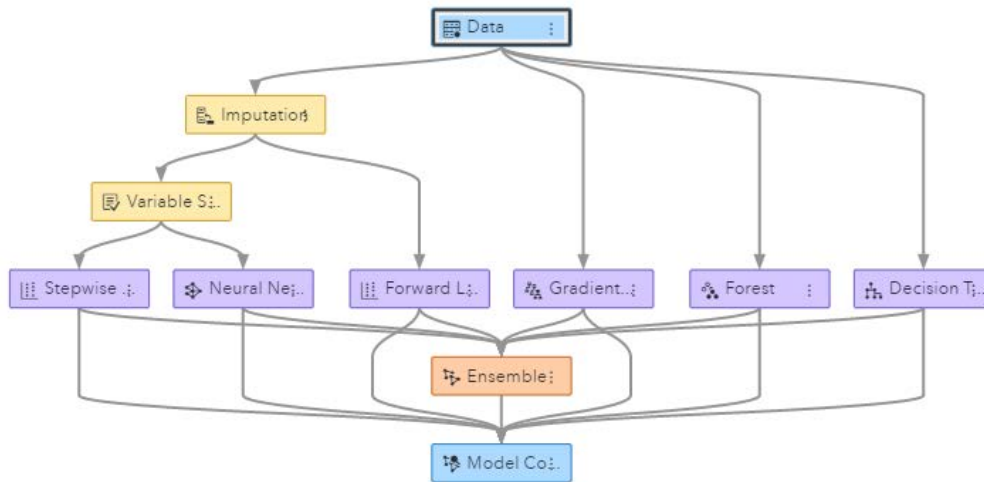 Data
Imputation
Variable S...
Stepwise ...
Neural Ne...
Forward L...
Gradient...
Forest
Decision T...
Ensemble
Model Co...